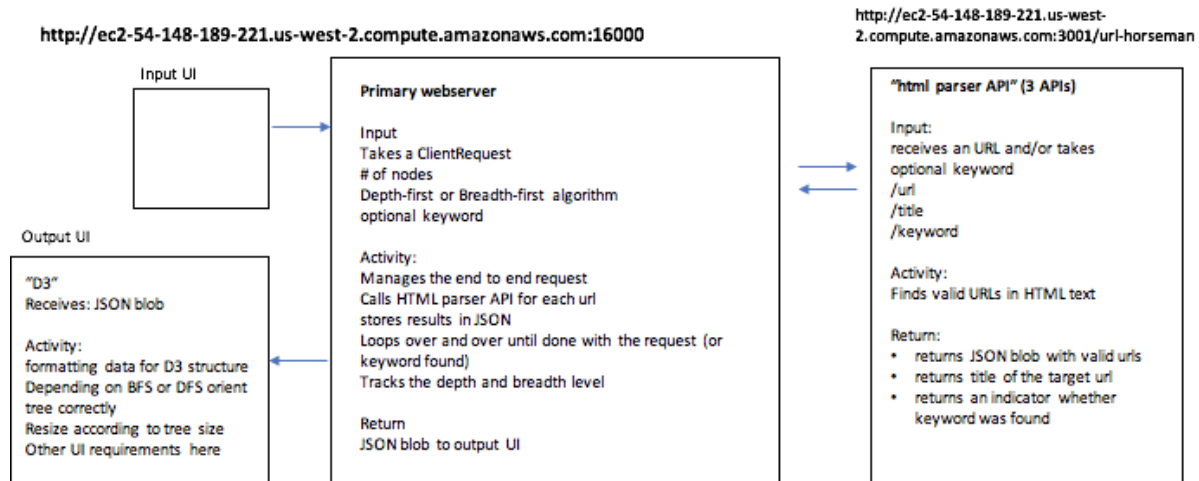 http://ec2-54-148-189-221.us-west-2.compute.amazonaws.com:16000
http://ec2-54-148-189-221.us-west-
2.compute.amazonaws.com:3001/url-horseman
Input UI
Output UI
"D3"
Receives: JSON blob
Activity:
formatting data for D3 structure
Depending on BFS or DFS orient
tree correctly
Resize according to tree size
Other UI requirements here
Primary webserver
Input
Takes a ClientRequest
# of nodes
Depth-first or Breadth-first algorithm
optional keyword
Activity:
Manages the end to end request
Calls HTML parser API for each url
stores results in JSON
Loops over and over until done with the request (or
keyword found)
Tracks the depth and breadth level
Return
JSON blob to output UI
"html parser API" (3 APIs)
Input:
receives an URL and/or takes
optional keyword
/url
/title
/keyword
Activity:
Finds valid URLs in HTML text
Return:
• returns JSON blob with valid urls
• returns title of the target url
• returns an indicator whether
keyword was found